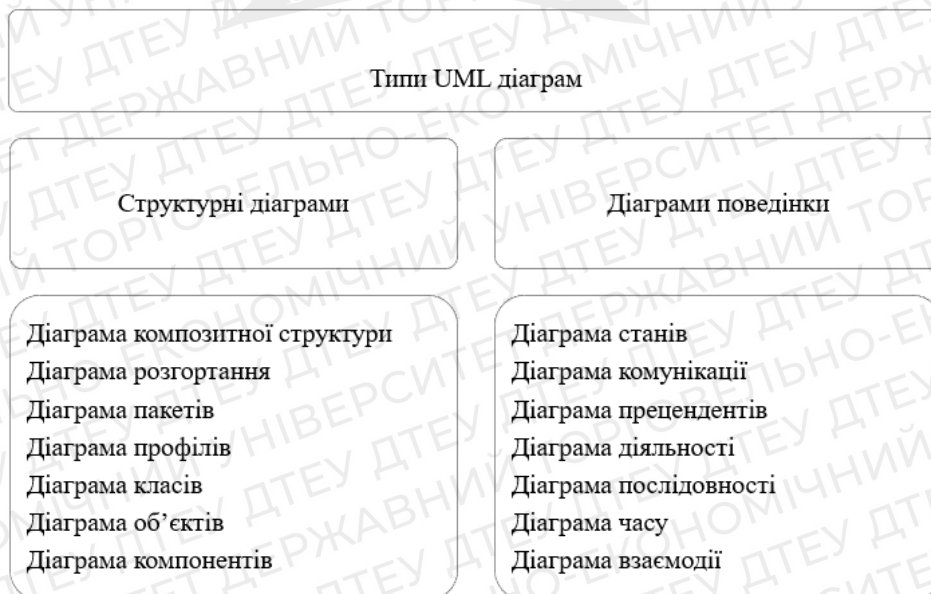 Типи UML діаграм
Структурні діаграми
Діаграми поведінки
Діаграма композитної структури
Діаграма розгортання
Діаграма пакетів
Діаграма профілів
Діаграма класів
Діаграма об’єктів
Діаграма компонентів
Діаграма станів
Діаграма комунікації
Діаграма прецендентів
Діаграма діяльності
Діаграма послідовності
Діаграма часу
Діаграма взаємодії